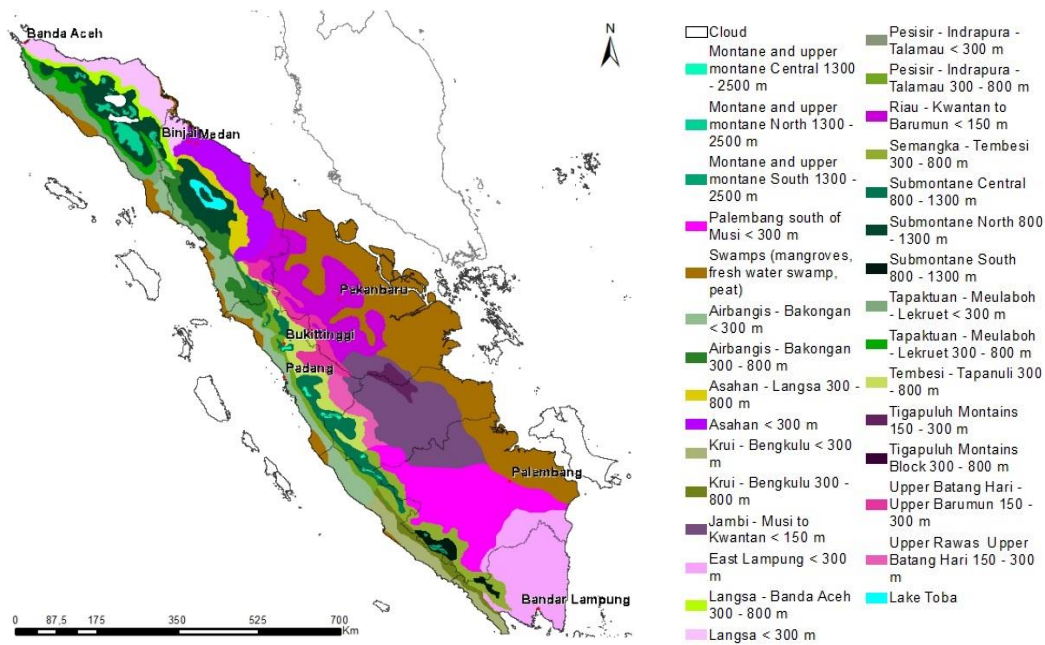 Banda Aceh
Binjai Medan
Pekanbaru
Bukittinggi
Padang
Palembang
Bandar Lampung
N
0 87.5 175 350 525 700
Km
Cloud
Montane and upper
montane Central 1300
- 2500 m
Montane and upper
montane North 1300 -
2500 m
Montane and upper
montane South 1300 -
2500 m
Palembang south of
Musi < 300 m
Swamps (mangroves,
fresh water swamp,
peat)
Airbangis - Bakongan
< 300 m
Airbangis - Bakongan
300 - 800 m
Asahan - Langsa 300 -
800 m
Asahan < 300 m
Krui - Bengkulu < 300
m
Krui - Bengkulu 300 -
800 m
Jambi - Musi to
Kwantan < 150 m
East Lampung < 300
m
Langsa - Banda Aceh
300 - 800 m
Langsa < 300 m
Pesisir - Indrapura -
Talamau < 300 m
Pesisir - Indrapura -
Talamau 300 - 800 m
Riau - Kwantan to
Barumun < 150 m
Semangka - Tembesi
300 - 800 m
Submontane Central
800 - 1300 m
Submontane North 800
- 1300 m
Submontane South
800 - 1300 m
Tapaktuan - Meulaboh
- Lekruet < 300 m
Tapaktuan - Meulaboh
- Lekruet 300 - 800 m
Tembesi - Tapanuli 300
- 800 m
Tigapuluh Montains
150 - 300 m
Tigapuluh Montains
Block 300 - 800 m
Upper Batang Hari -
Upper Barumun 150 -
300 m
Upper Rawas Upper
Batang Hari 150 - 300
m
Lake Toba